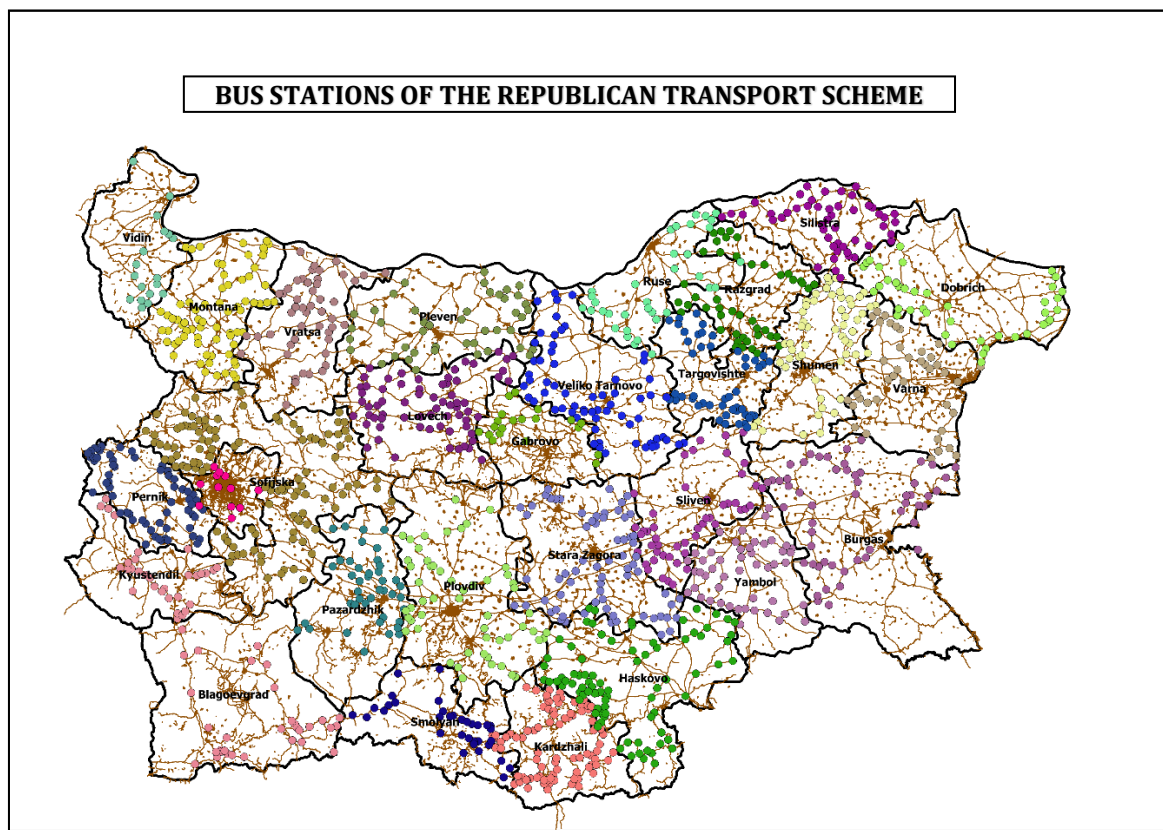 BUS STATIONS OF THE REPUBLICAN TRANSPORT SCHEME
Silistra
Vidin
Ruse
Dobrich
Razgrad
Montana
Pleven
Vratsa
Shumen
Targovishte
Veliko Tarnovo
Varna
Lovech
Gabrovo
Sofijska
Pernik
Sliven
Burgas
Stara Zagora
Kyustendil
Yambol
Plovdiv
Pazardzhik
Haskovo
Blagoevgrad
Smolyan
Kardzhali